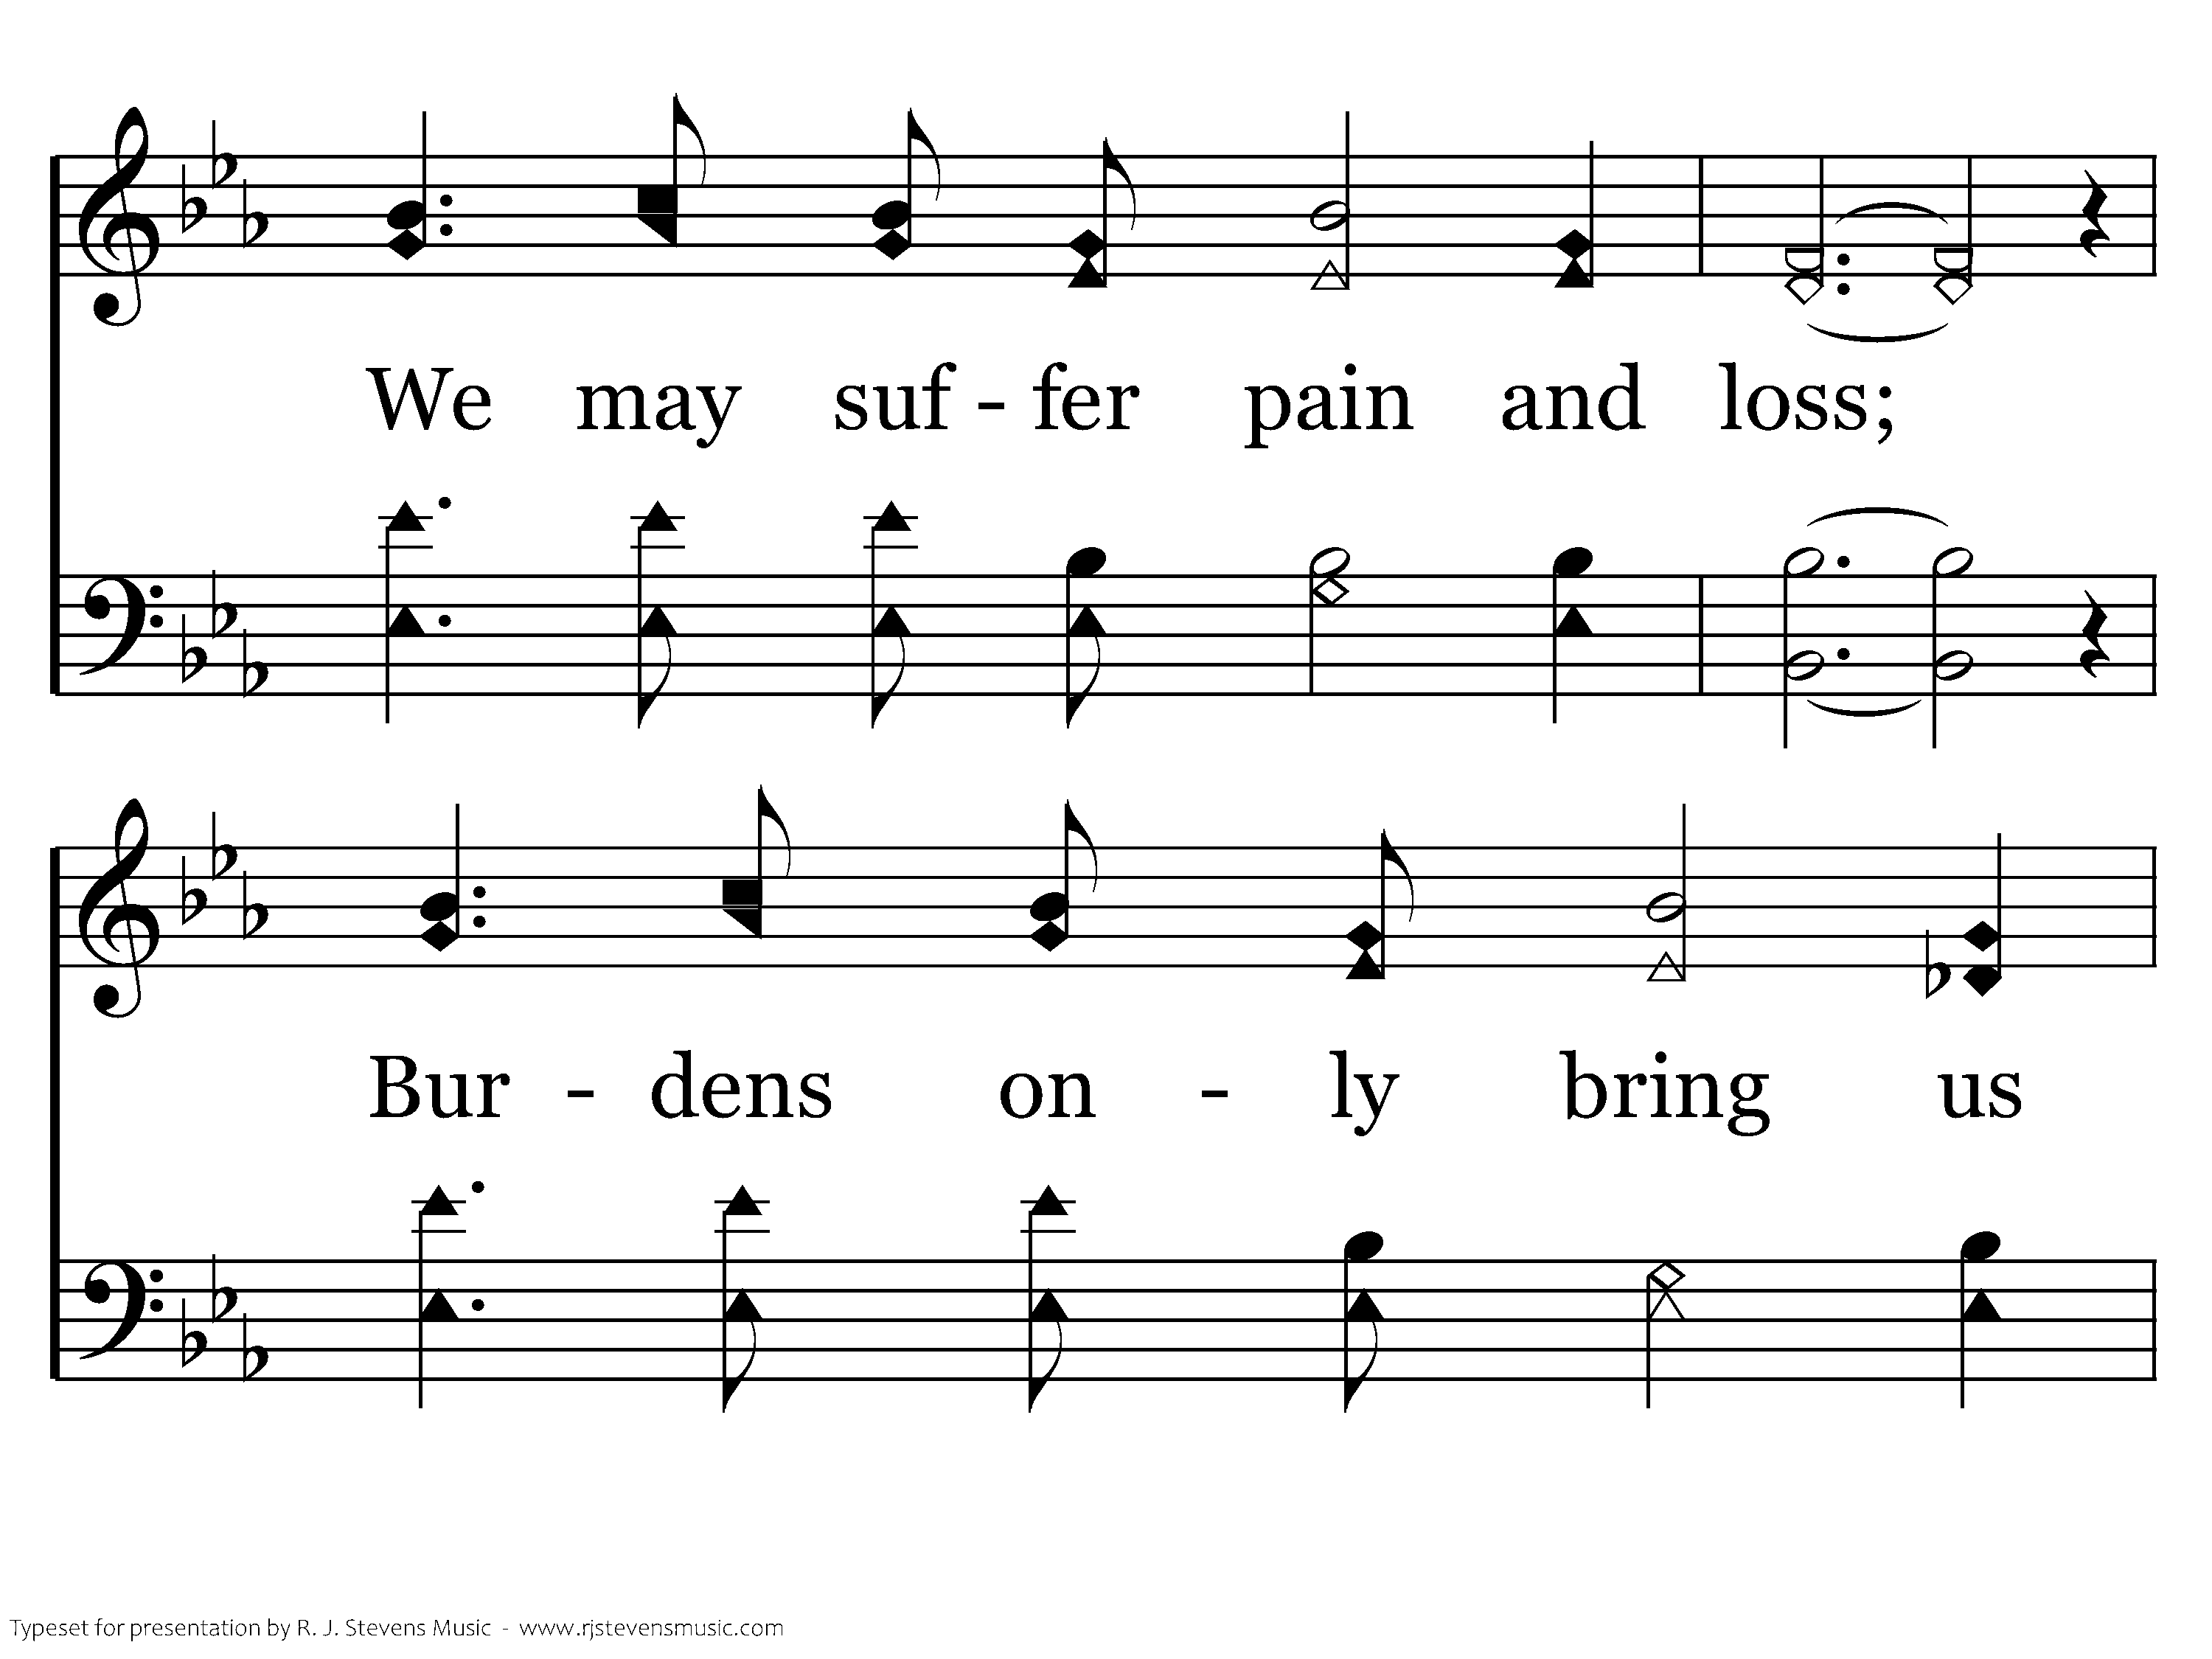 We may suf - fer pain and loss;
Bur - dens on - ly bring us
Typeset for presentation by R. J. Stevens Music - www.rjstevensmusic.com